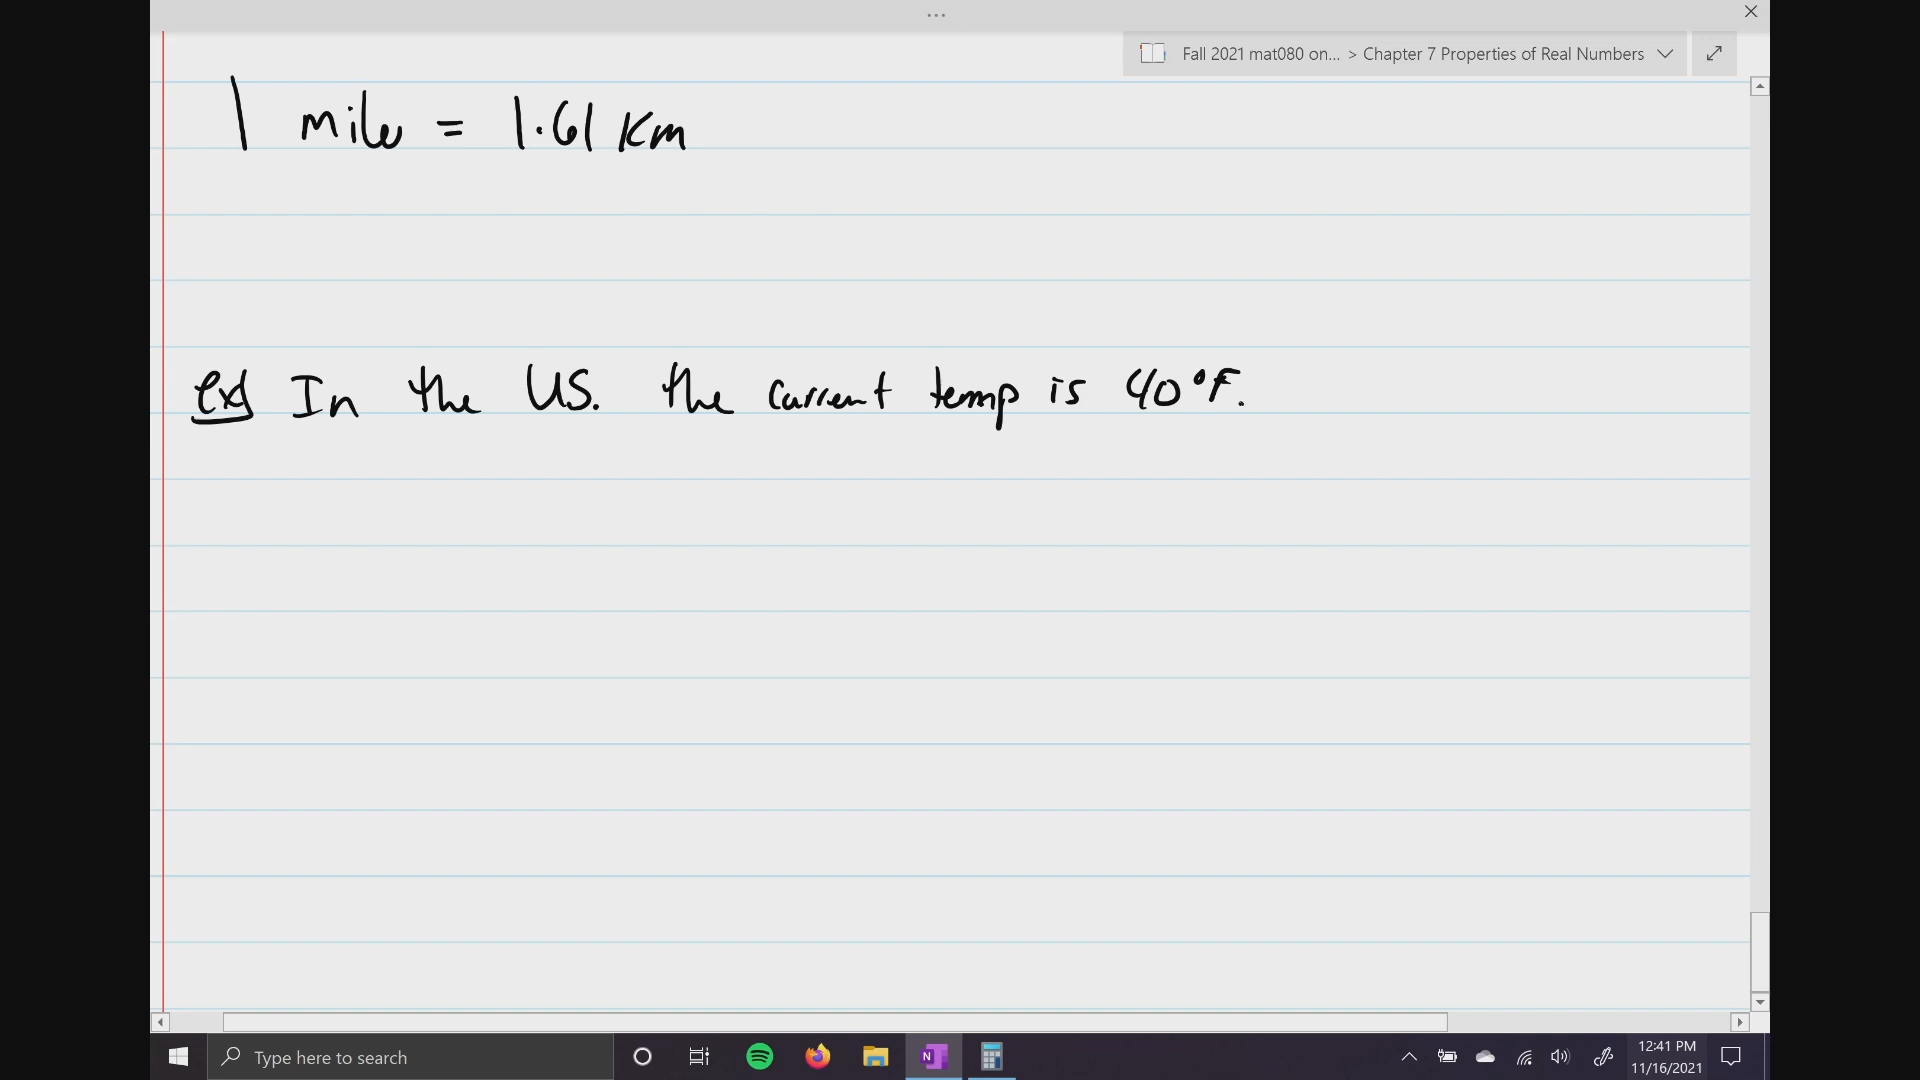 ...
Fall 2021 mat080 on... > Chapter 7 Properties of Real Numbers
1 mile = 1.61 km
ex) In the US. the current temp is 40°F.
Type here to search
N
12:41 PM
11/16/2021